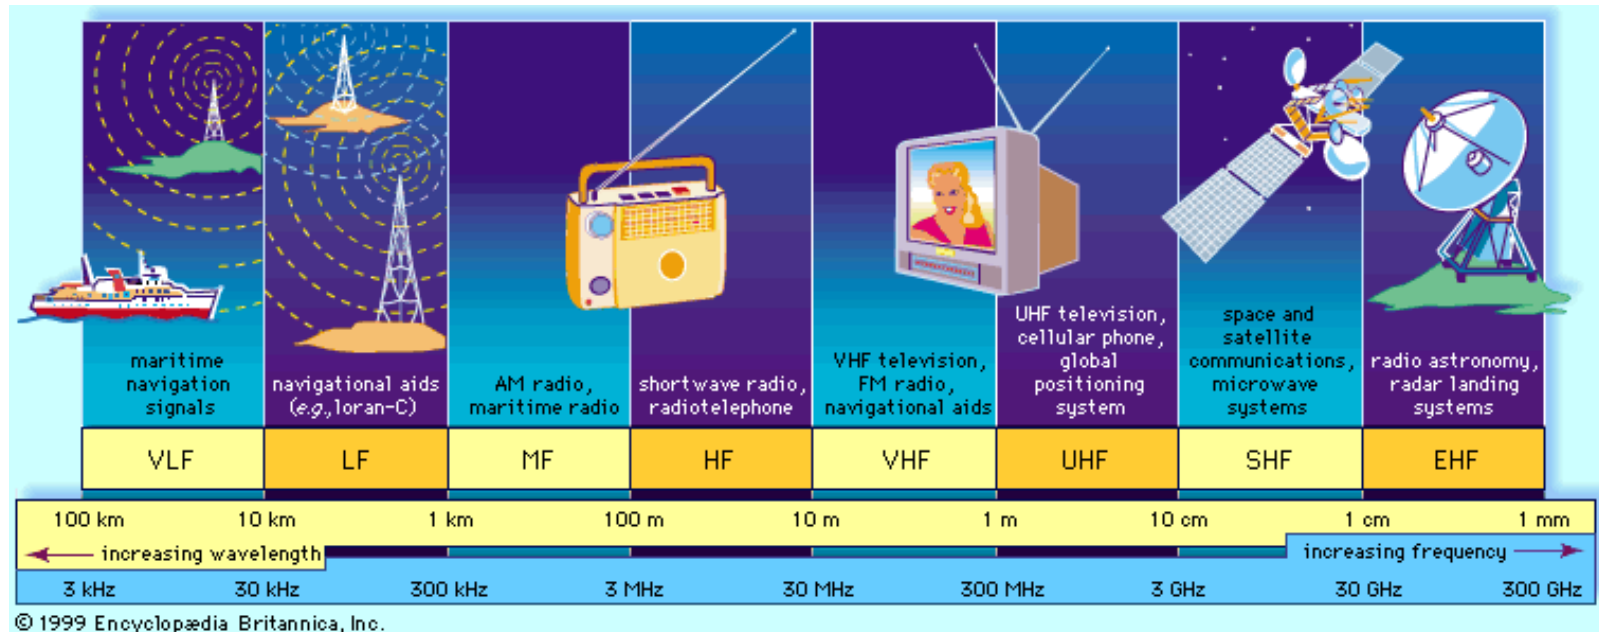 maritime
navigation
signals
navigational aids
(e.g., loran-C)
AM radio,
maritime radio
shortwave radio,
radiotelephone
VHF television,
FM radio,
navigational aids
UHF television,
cellular phone,
global
positioning
system
space and
satellite
communications,
microwave
systems
radio astronomy,
radar landing
systems
VLF LF MF HF VHF UHF SHF EHF
100 km 10 km 1 km 100 m 10 m 1 m 10 cm 1 cm 1 mm
increasing wavelength increasing frequency
3 kHz 30 kHz 300 kHz 3 MHz 30 MHz 300 MHz 3 GHz 30 GHz 300 GHz
© 1999 Encyclopædia Britannica, Inc.